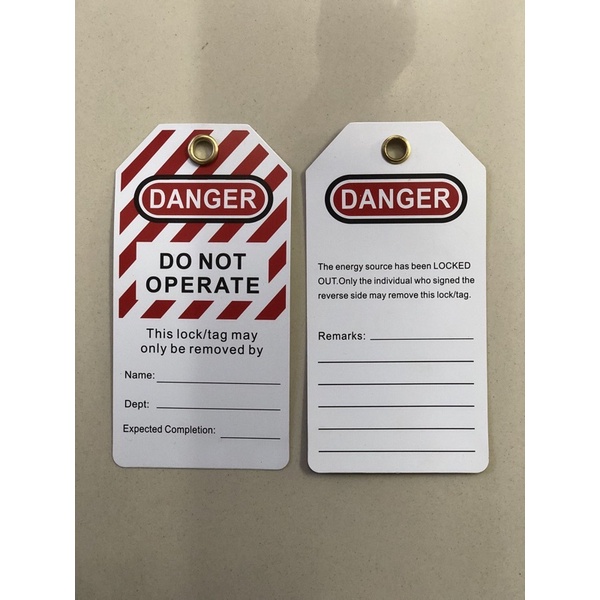 DANGER
DO NOT
OPERATE
This lock/tag may
only be removed by
Name:
Dept:
Expected Completion:
DANGER
The energy source has been LOCKED
OUT.Only the individual who signed the
reverse side may remove this lock/tag.
Remarks: